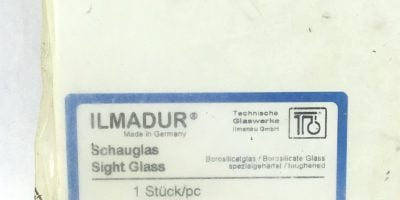 ILMADUR®
Made in Germany
Technische
Glaswerke
Ilmenau GmbH
Schauglas
Sight Glass
Borosilicatglas / Borosilicate Glass
spezialgehärtet / toughened
1 Stück/pc